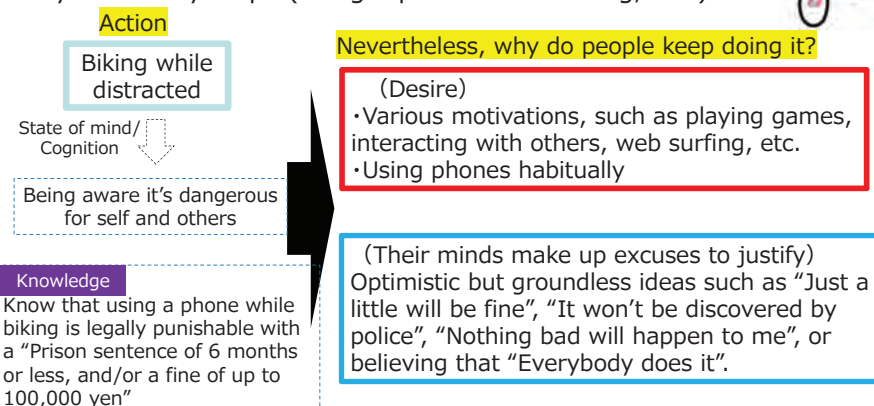 Action
Biking while
distracted
State of mind/
Cognition
Being aware it's dangerous
for self and others
Knowledge
Know that using a phone while
biking is legally punishable with
a “Prison sentence of 6 months
or less, and/or a fine of up to
100,000 yen”
Nevertheless, why do people keep doing it?
（Desire）
・Various motivations, such as playing games,
interacting with others, web surfing, etc.
・Using phones habitually
（Their minds make up excuses to justify）
Optimistic but groundless ideas such as “Just a
little will be fine”, “It won't be discovered by
police”, “Nothing bad will happen to me”, or
believing that “Everybody does it”.